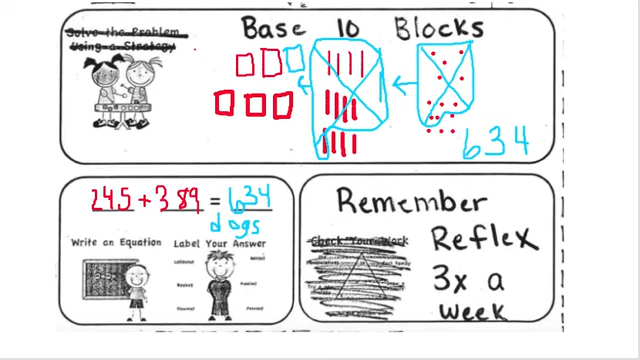 Solve the Problem
Using a Strategy
Base 10 Blocks
634
245 + 389 = 634
dogs
Write an Equation
Label Your Answer
Remember
Check Your Work
Reflex
3x a
week